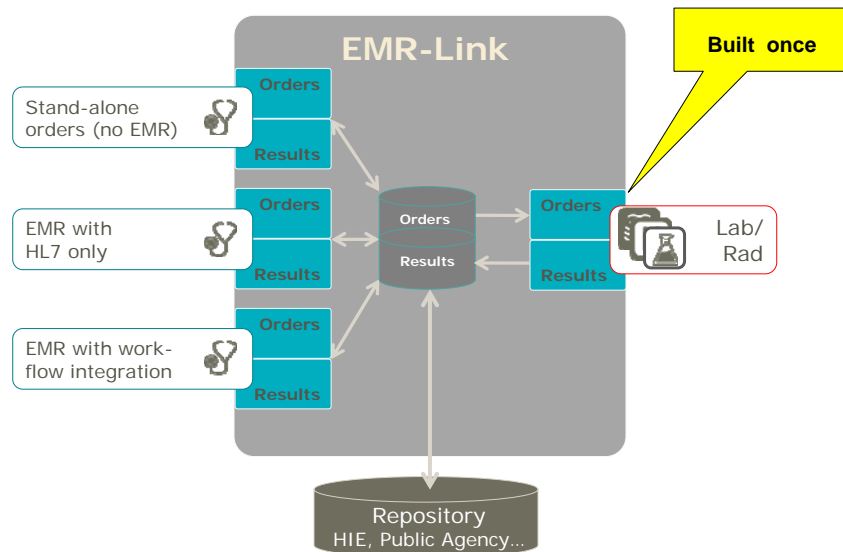 EMR-Link
Built once
Orders
Results
Stand-alone
orders (no EMR)
Orders
Results
EMR with
HL7 only
Orders
Results
EMR with work-
flow integration
Orders
Results
Orders
Results
Lab/
Rad
Repository
HIE, Public Agency...